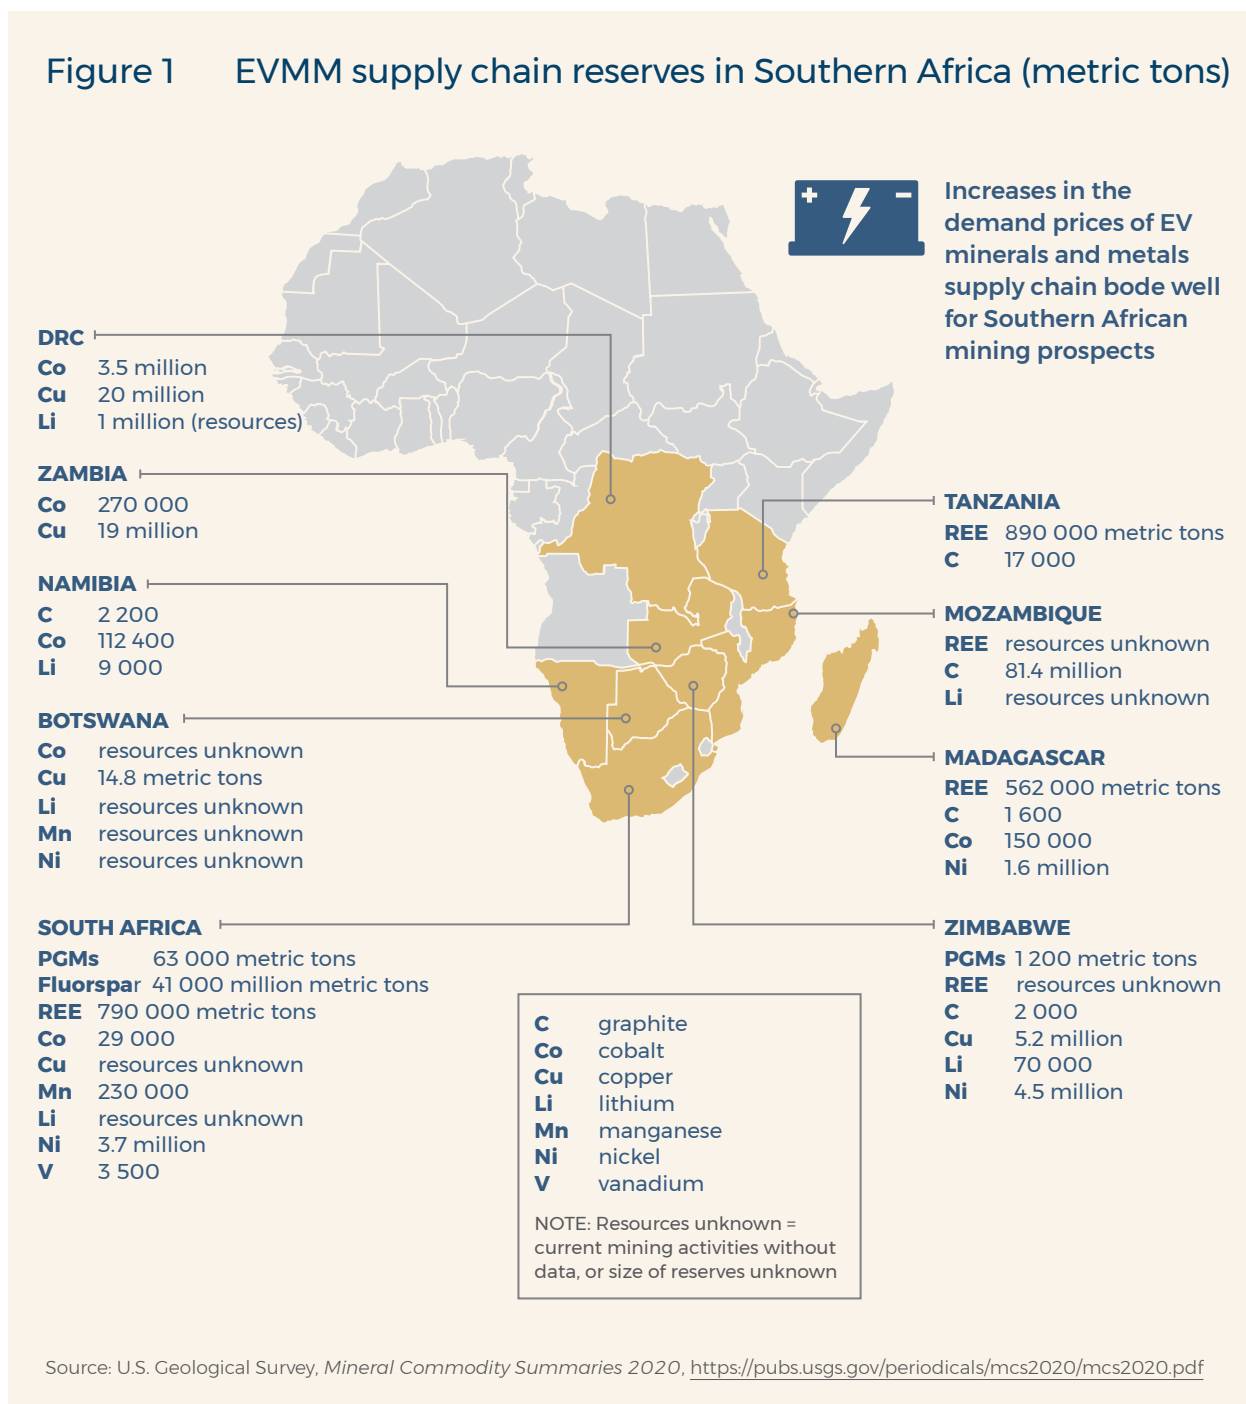 Figure 1 EVMM supply chain reserves in Southern Africa (metric tons)
+ −
Increases in the
demand prices of EV
minerals and metals
supply chain bode well
for Southern African
mining prospects
DRC
Co 3.5 million
Cu 20 million
Li 1 million (resources)
ZAMBIA
Co 270 000
Cu 19 million
NAMIBIA
C 2 200
Co 112 400
Li 9 000
BOTSWANA
Co resources unknown
Cu 14.8 metric tons
Li resources unknown
Mn resources unknown
Ni resources unknown
SOUTH AFRICA
PGMs 63 000 metric tons
Fluorspar 41 000 million metric tons
REE 790 000 metric tons
Co 29 000
Cu resources unknown
Mn 230 000
Li resources unknown
Ni 3.7 million
V 3 500
TANZANIA
REE 890 000 metric tons
C 17 000
MOZAMBIQUE
REE resources unknown
C 81.4 million
Li resources unknown
MADAGASCAR
REE 562 000 metric tons
C 1 600
Co 150 000
Ni 1.6 million
ZIMBABWE
PGMs 1 200 metric tons
REE resources unknown
C 2 000
Cu 5.2 million
Li 70 000
Ni 4.5 million
C graphite
Co cobalt
Cu copper
Li lithium
Mn manganese
Ni nickel
V vanadium
NOTE: Resources unknown =
current mining activities without
data, or size of reserves unknown
Source: U.S. Geological Survey, Mineral Commodity Summaries 2020, https://pubs.usgs.gov/periodicals/mcs2020/mcs2020.pdf